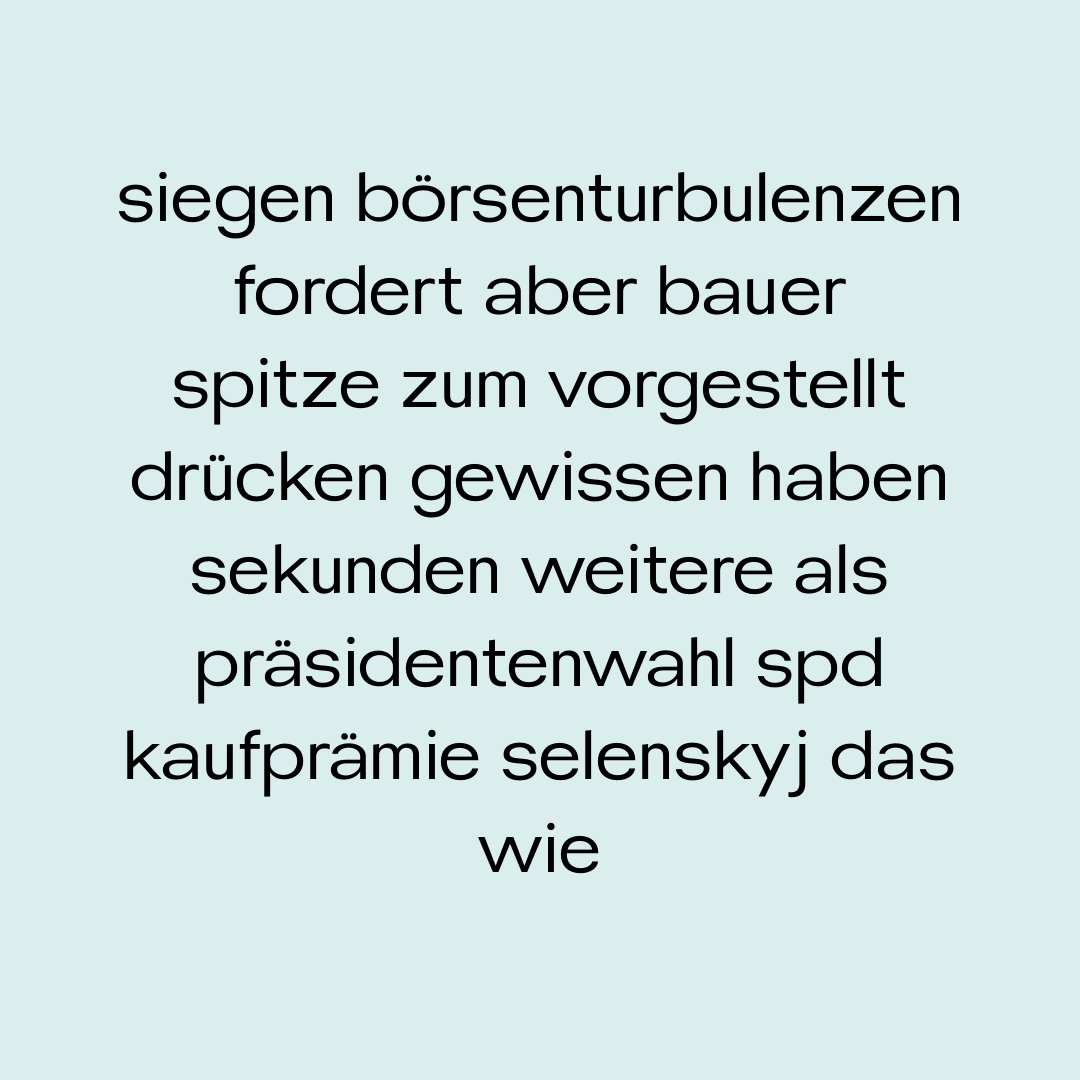 siegen börsenturbulenzen
fordert aber bauer
spitze zum vorgestellt
drücken gewissen haben
sekunden weitere als
präsidentenwahl spd
kaufprämie selenskyj das
wie